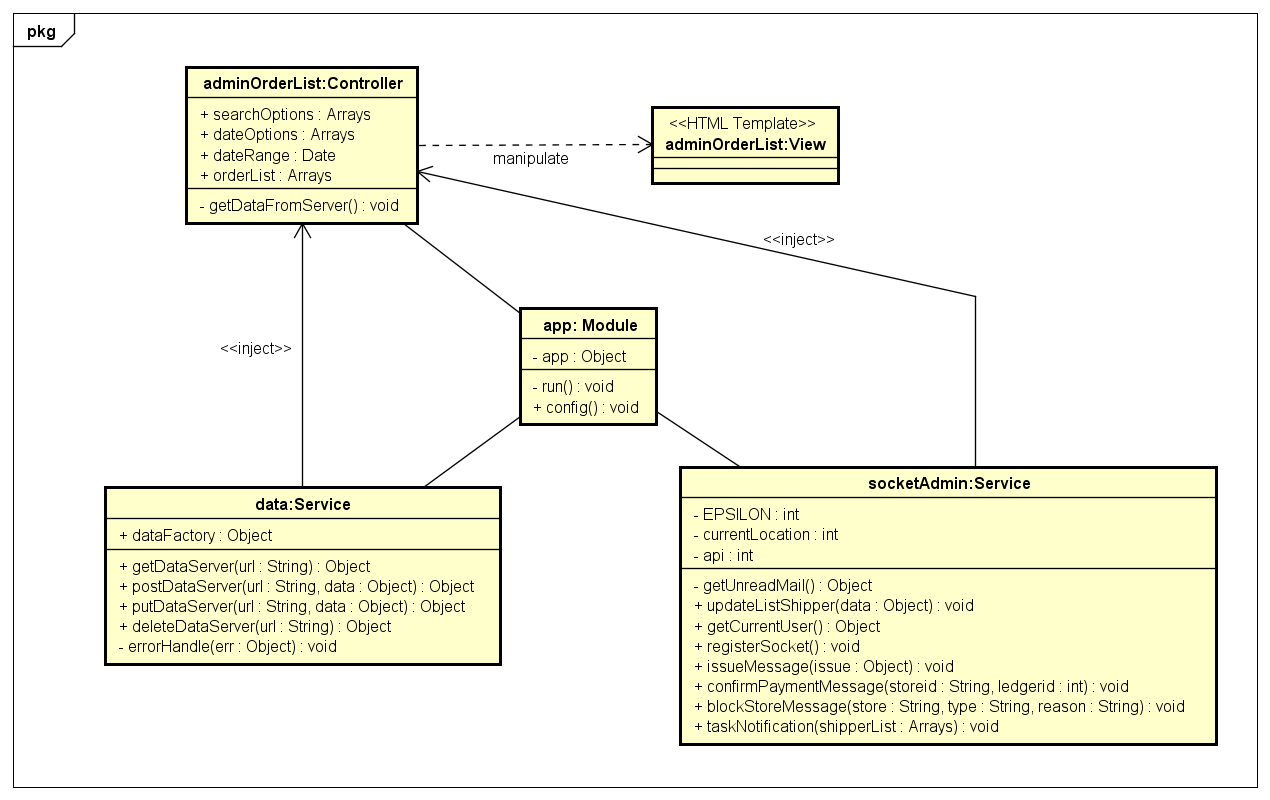 pkg
adminOrderList:Controller
+ searchOptions : Arrays
+ dateOptions : Arrays
+ dateRange : Date
+ orderList : Arrays
- getDataFromServer() : void
<<HTML Template>>
adminOrderList:View
manipulate
<<inject>>
<<inject>>
app: Module
- app : Object
- run() : void
+ config() : void
data:Service
+ dataFactory : Object
+ getDataServer(url : String) : Object
+ postDataServer(url : String, data : Object) : Object
+ putDataServer(url : String, data : Object) : Object
+ deleteDataServer(url : String) : Object
- errorHandle(err : Object) : void
socketAdmin:Service
- EPSILON : int
- currentLocation : int
- api : int
- getUnreadMail() : Object
+ updateListShipper(data : Object) : void
+ getCurrentUser() : Object
+ registerSocket() : void
+ issueMessage(issue : Object) : void
+ confirmPaymentMessage(storeid : String, ledgerid : int) : void
+ blockStoreMessage(store : String, type : String, reason : String) : void
+ taskNotification(shipperList : Arrays) : void